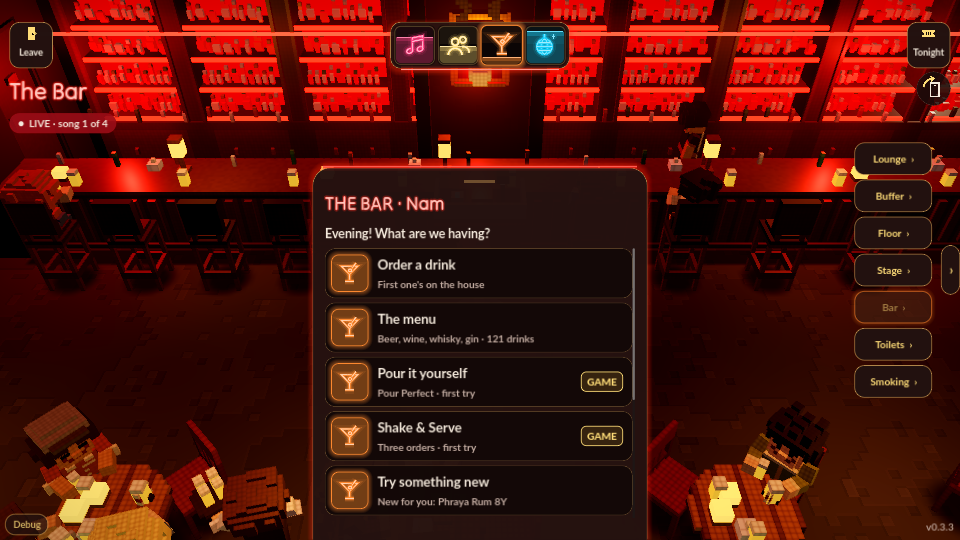 Leave
Tonight
The Bar
• LIVE · song 1 of 4
Lounge ›
Buffer ›
Floor ›
Stage ›
Bar ›
Toilets ›
Smoking ›
›
THE BAR · Nam
Evening! What are we having?
Order a drink
First one's on the house
The menu
Beer, wine, whisky, gin · 121 drinks
Pour it yourself
Pour Perfect · first try
GAME
Shake & Serve
Three orders · first try
GAME
Try something new
New for you: Phraya Rum 8Y
Debug
v0.3.3